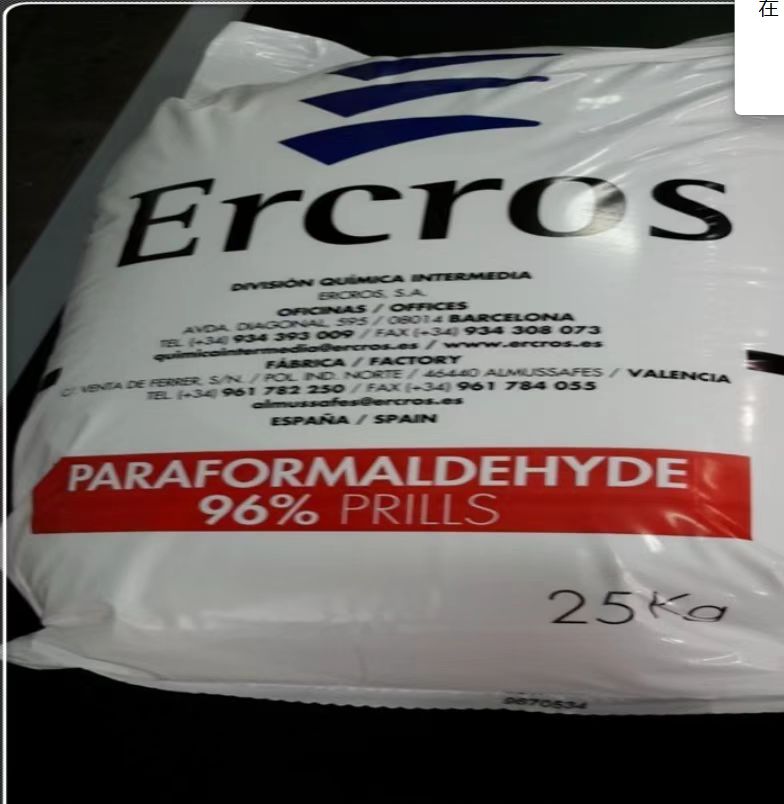 在
Ercros
DIVISIÓN QUÍMICA INTERMEDIA
ERCROS, S.A.
OFICINAS / OFFICES
AVDA. DIAGONAL, 595 / 08014 BARCELONA
TEL. (+34) 934 393 009 / FAX (+34) 934 308 073
quimicaintermedia@ercros.es / www.ercros.es
FÁBRICA / FACTORY
C/ VENTA DE FERRER, S/N. / POL. IND. NORTE / 46440 ALMUSSAFES / VALENCIA
TEL. (+34) 961 782 250 / FAX (+34) 961 784 055
almussafes@ercros.es
ESPAÑA / SPAIN
PARAFORMALDEHYDE
96% PRILLS
25Kg